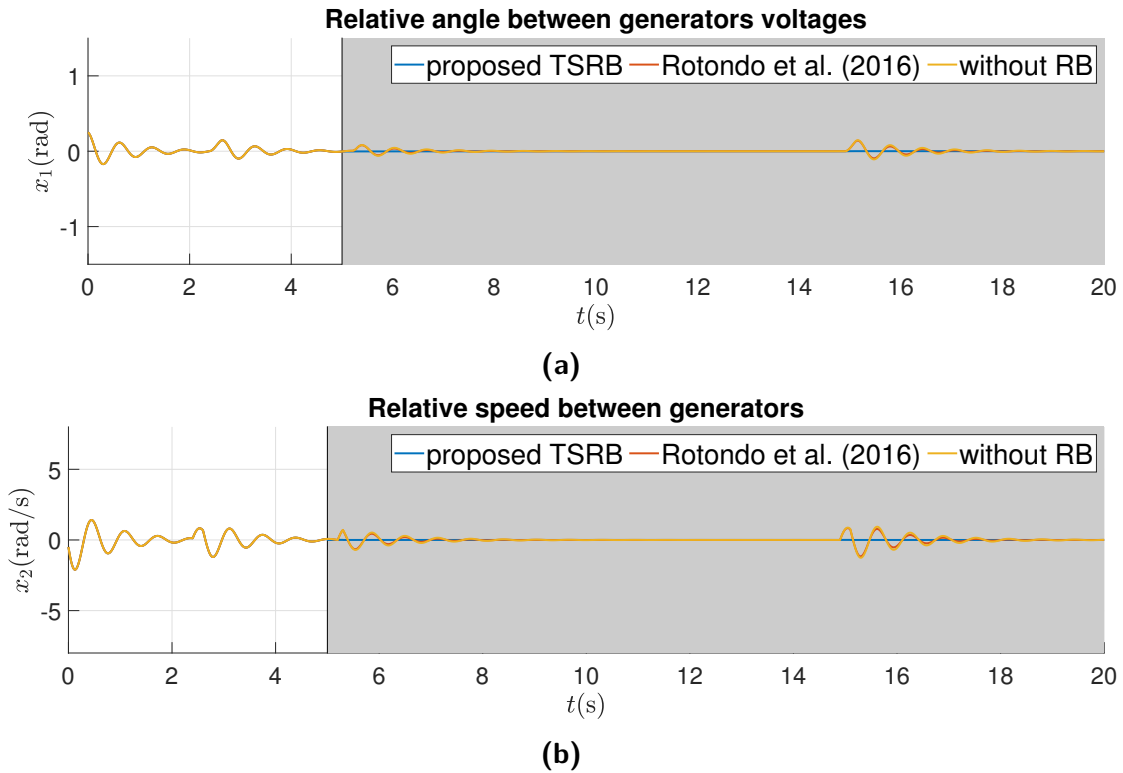 Relative angle between generators voltages
proposed TSRB Rotondo et al. (2016) without RB
x₁(rad)
1
0
-1
0 2 4 6 8 10 12 14 16 18 20
t(s)
(a)
Relative speed between generators
proposed TSRB Rotondo et al. (2016) without RB
x₂(rad/s)
5
0
-5
0 2 4 6 8 10 12 14 16 18 20
t(s)
(b)